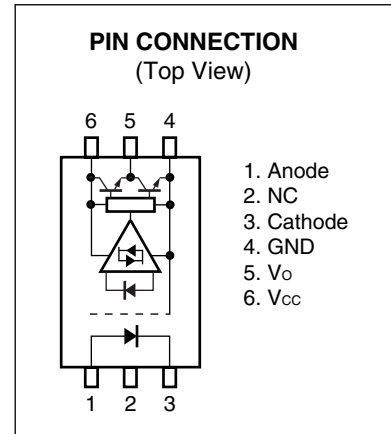 PIN CONNECTION
(Top View)
6 5 4
1. Anode
2. NC
3. Cathode
4. GND
5. Vo
6. Vcc
1 2 3